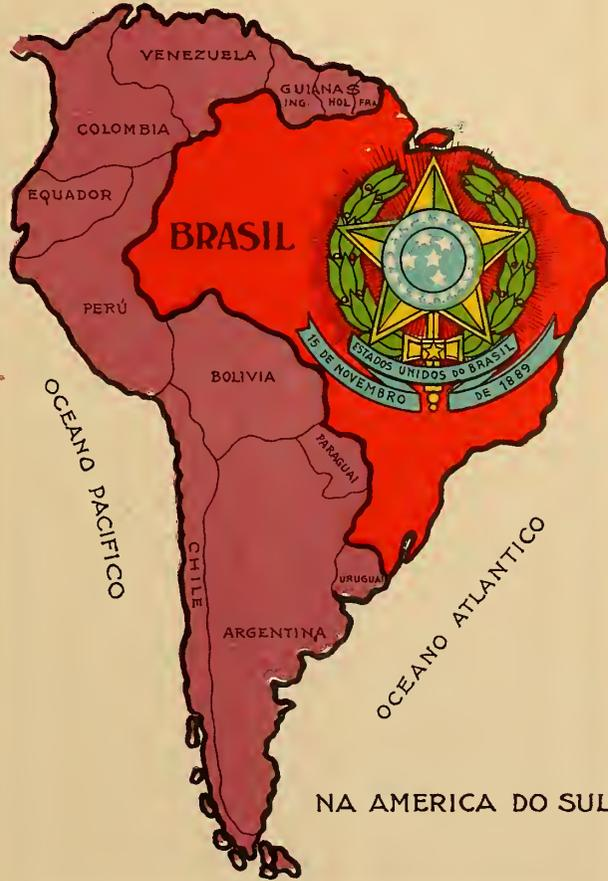 VENEZUELA
GUIANAS
ING. HOL. FRA.
COLOMBIA
EQUADOR
BRASIL
PERÚ
BOLIVIA
15 DE NOVEMBRO
ESTADOS UNIDOS DO BRASIL
DE 1889
PARAGUAI
OCEANO PACIFICO
CHILE
URUGUAI
ARGENTINA
OCEANO ATLANTICO
NA AMERICA DO SUL